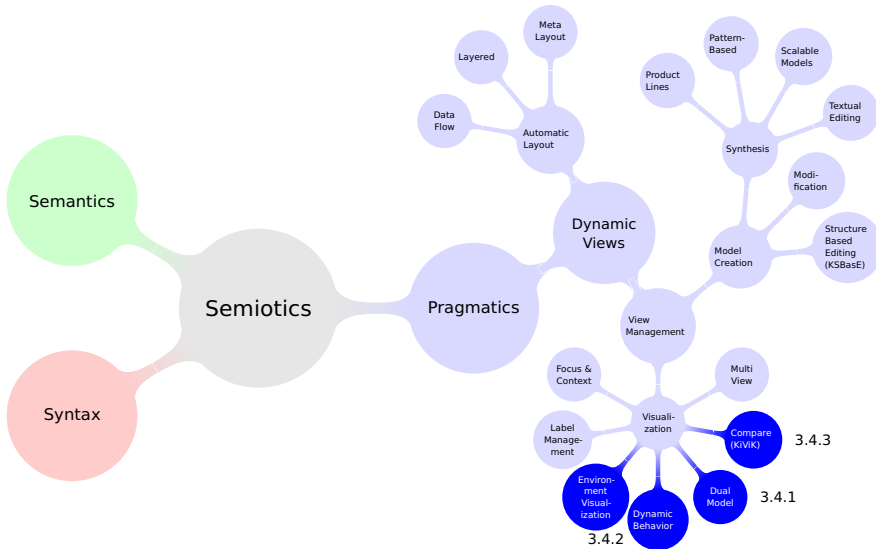 Meta
Layout
Layered
Data
Flow
Automatic
Layout
Pattern-
Based
Scalable
Models
Product
Lines
Textual
Editing
Synthesis
Modi-
fication
Structure
Based
Editing
(KSBasE)
Model
Creation
Dynamic
Views
View
Management
Semantics
Semiotics
Pragmatics
Syntax
Focus &
Context
Multi
View
Visuali-
zation
Label
Manage-
ment
Compare
(KiViK)
3.4.3
Environ-
ment
Visual-
ization
Dual
Model
3.4.1
Dynamic
Behavior
3.4.2